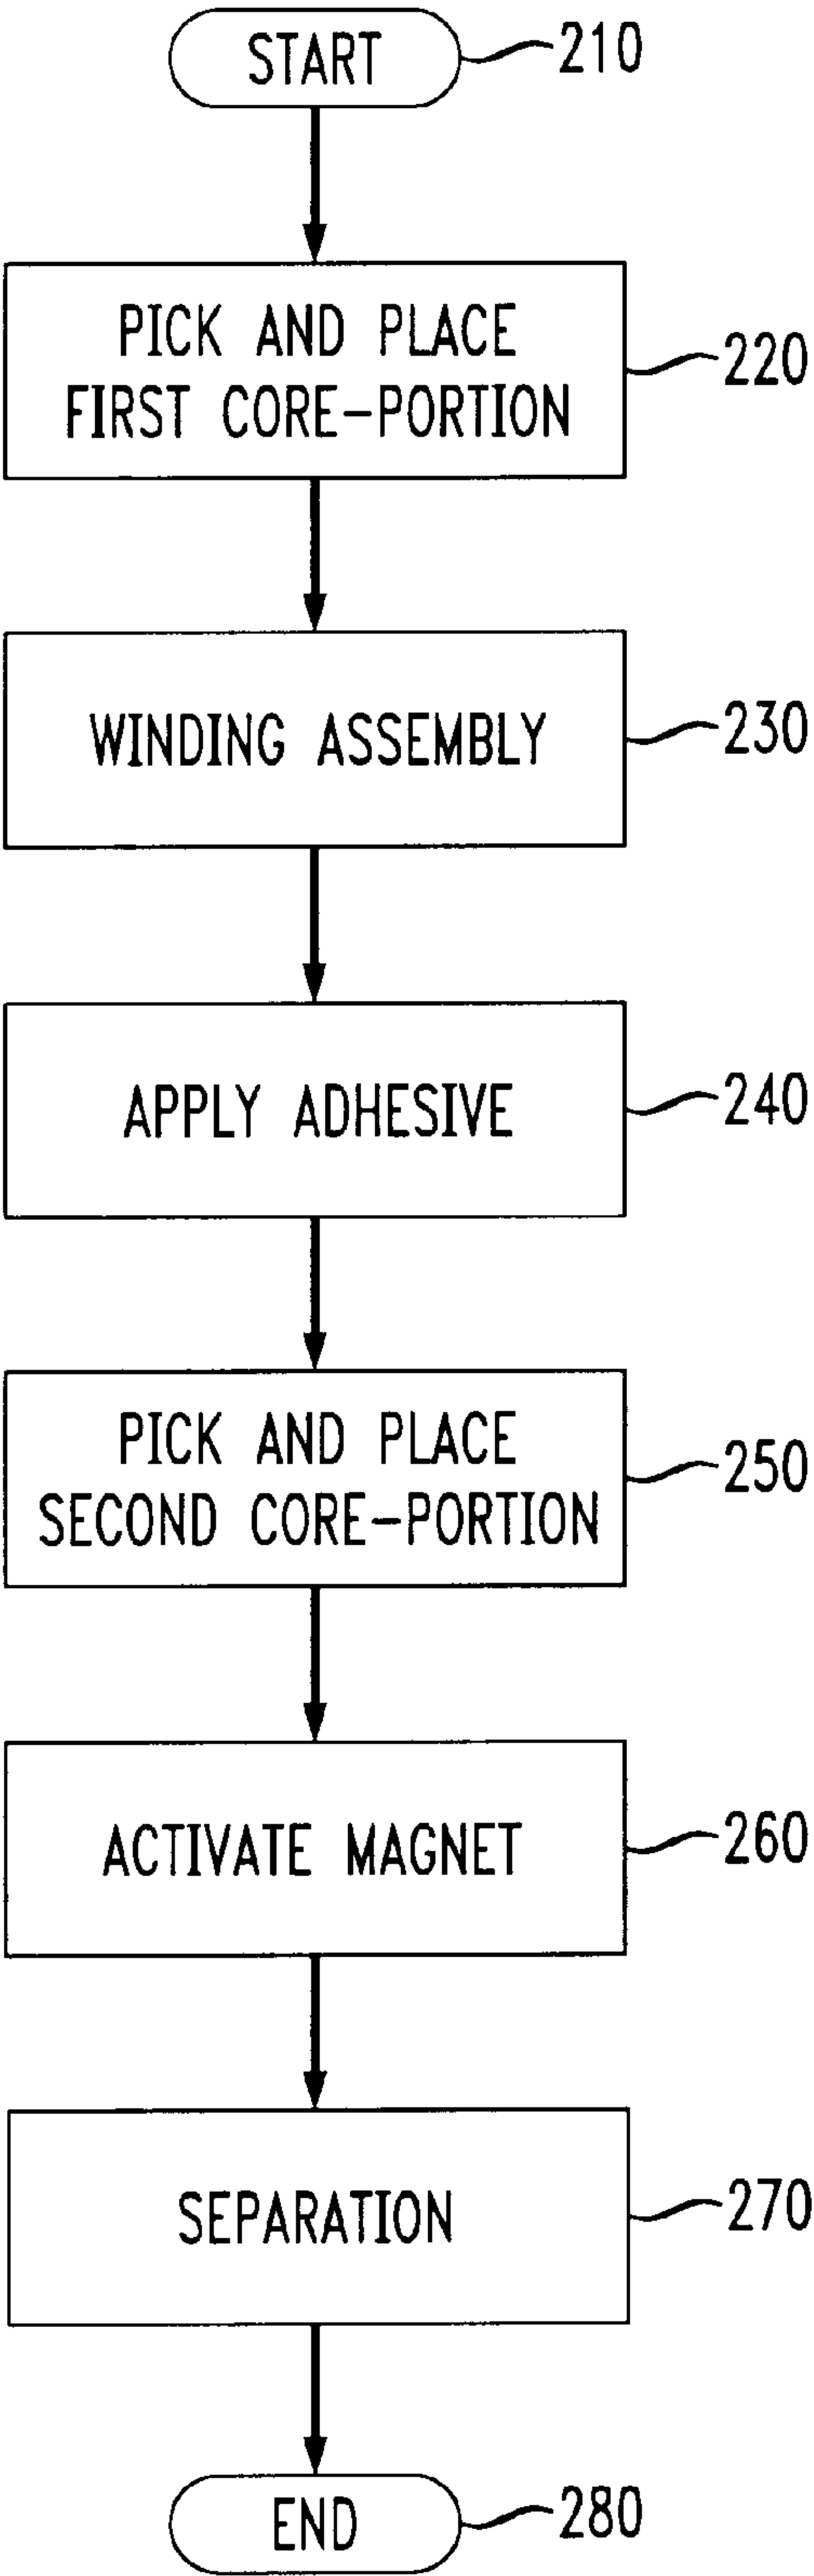 START
210
PICK AND PLACE
FIRST CORE-PORTION
220
WINDING ASSEMBLY
230
APPLY ADHESIVE
240
PICK AND PLACE
SECOND CORE-PORTION
250
ACTIVATE MAGNET
260
SEPARATION
270
END
280